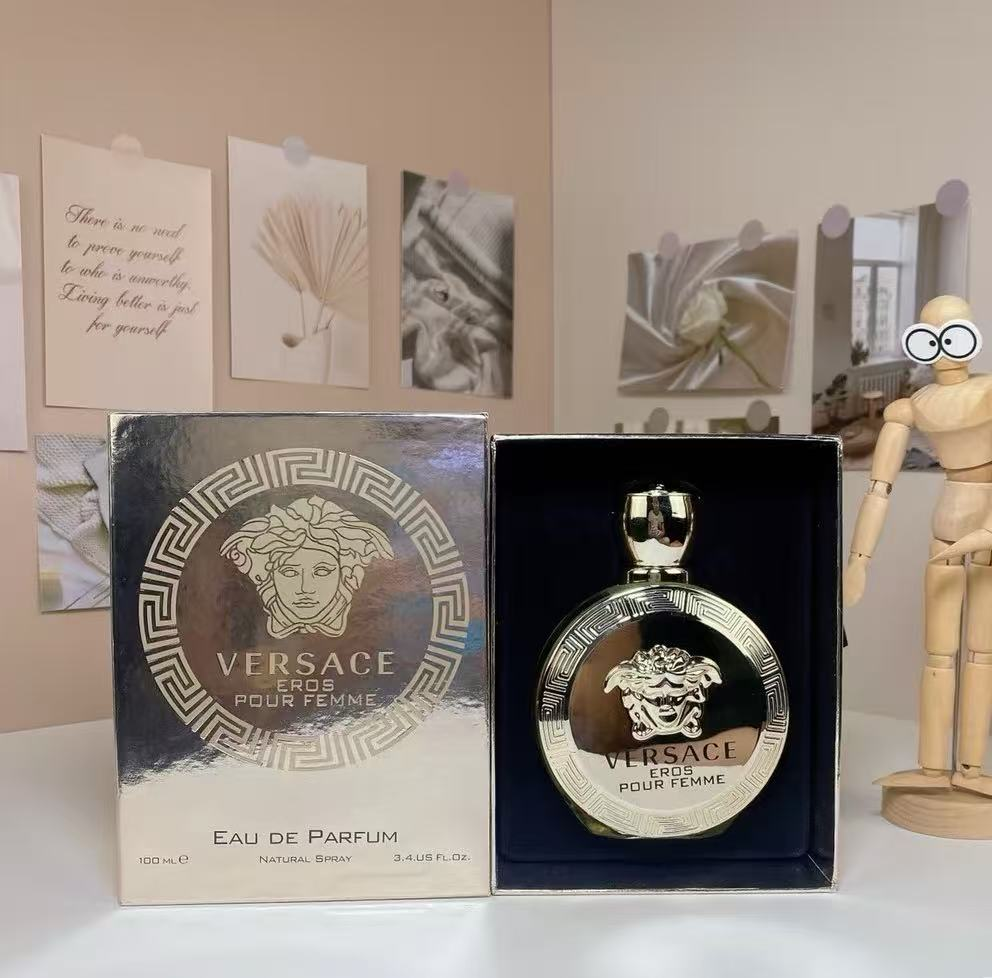 There is no need
to prove yourself
to who is unworthy.
Living better is just
for yourself
VERSACE
EROS
POUR FEMME
EAU DE PARFUM
100 ML e
NATURAL SPRAY
3.4.US FL.OZ.
VERSACE
EROS
POUR FEMME